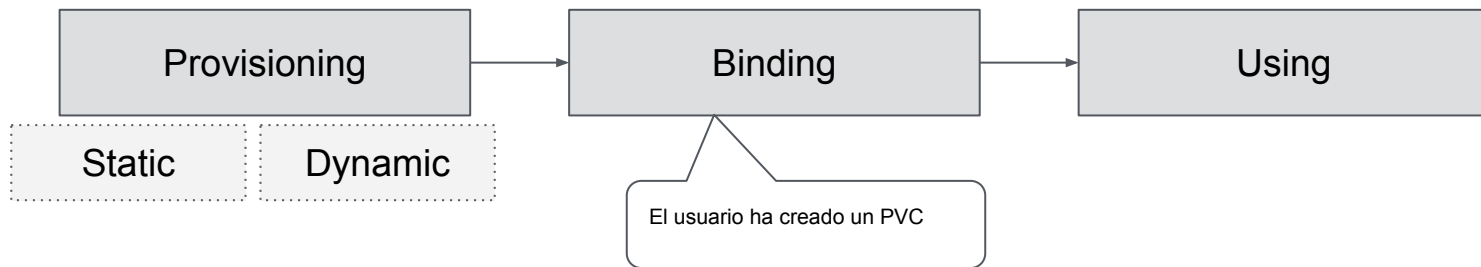 Provisioning
Binding
Using
Static
Dynamic
El usuario ha creado un PVC